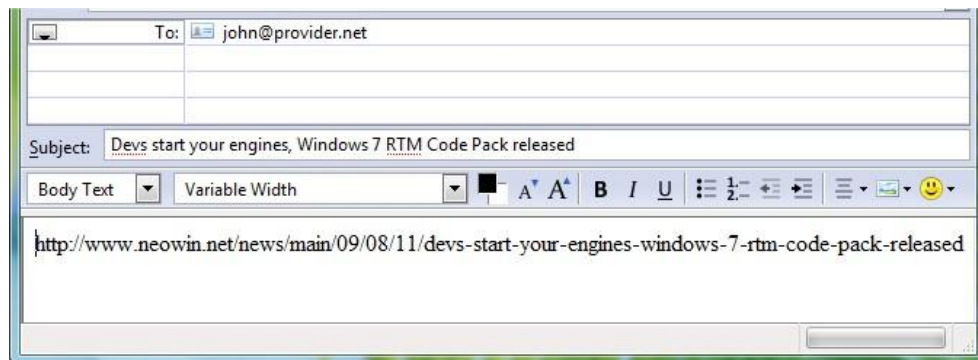 To: john@provider.net
Subject: Devs start your engines, Windows 7 RTM Code Pack released
Body Text Variable Width A A B I U
http://www.neowin.net/news/main/09/08/11/devs-start-your-engines-windows-7-rtm-code-pack-released